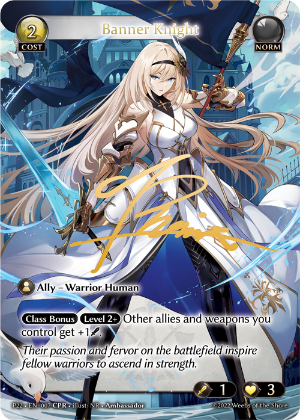 2
Banner Knight
COST
NORM
Ally – Warrior Human
Class Bonus Level 2+ Other allies and weapons you
control get +1
Their passion and fervor on the battlefield inspire
fellow warriors to ascend in strength.
1
3
©2022 Weebs of the Shore